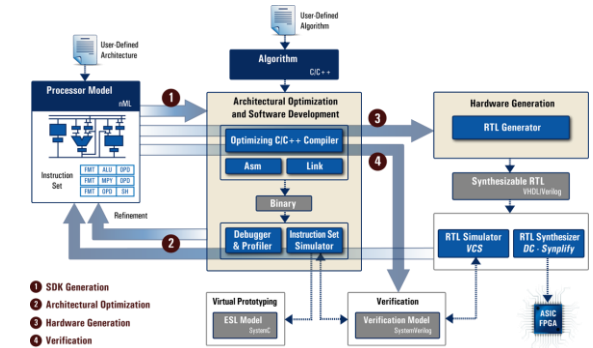 User-Defined
Architecture
User-Defined
Algorithm
Algorithm
C/C++
Processor Model
nML
Instruction
Set
FMT ALU DPD
FMT MPY DPD
FMT DPD SH
1
Architectural Optimization
and Software Development
Optimizing C/C++ Compiler
Asm
Link
Binary
Debugger
& Profiler
Instruction Set
Simulator
3
4
Hardware Generation
RTL Generator
Synthesizable RTL
VHDL/Verilog
RTL Simulator
VCS
RTL Synthesizer
DC - Synplify
Refinement
2
Virtual Prototyping
ESL Model
SystemC
Verification
Verification Model
SystemVerilog
ASIC
FPGA
1 SDK Generation
2 Architectural Optimization
3 Hardware Generation
4 Verification